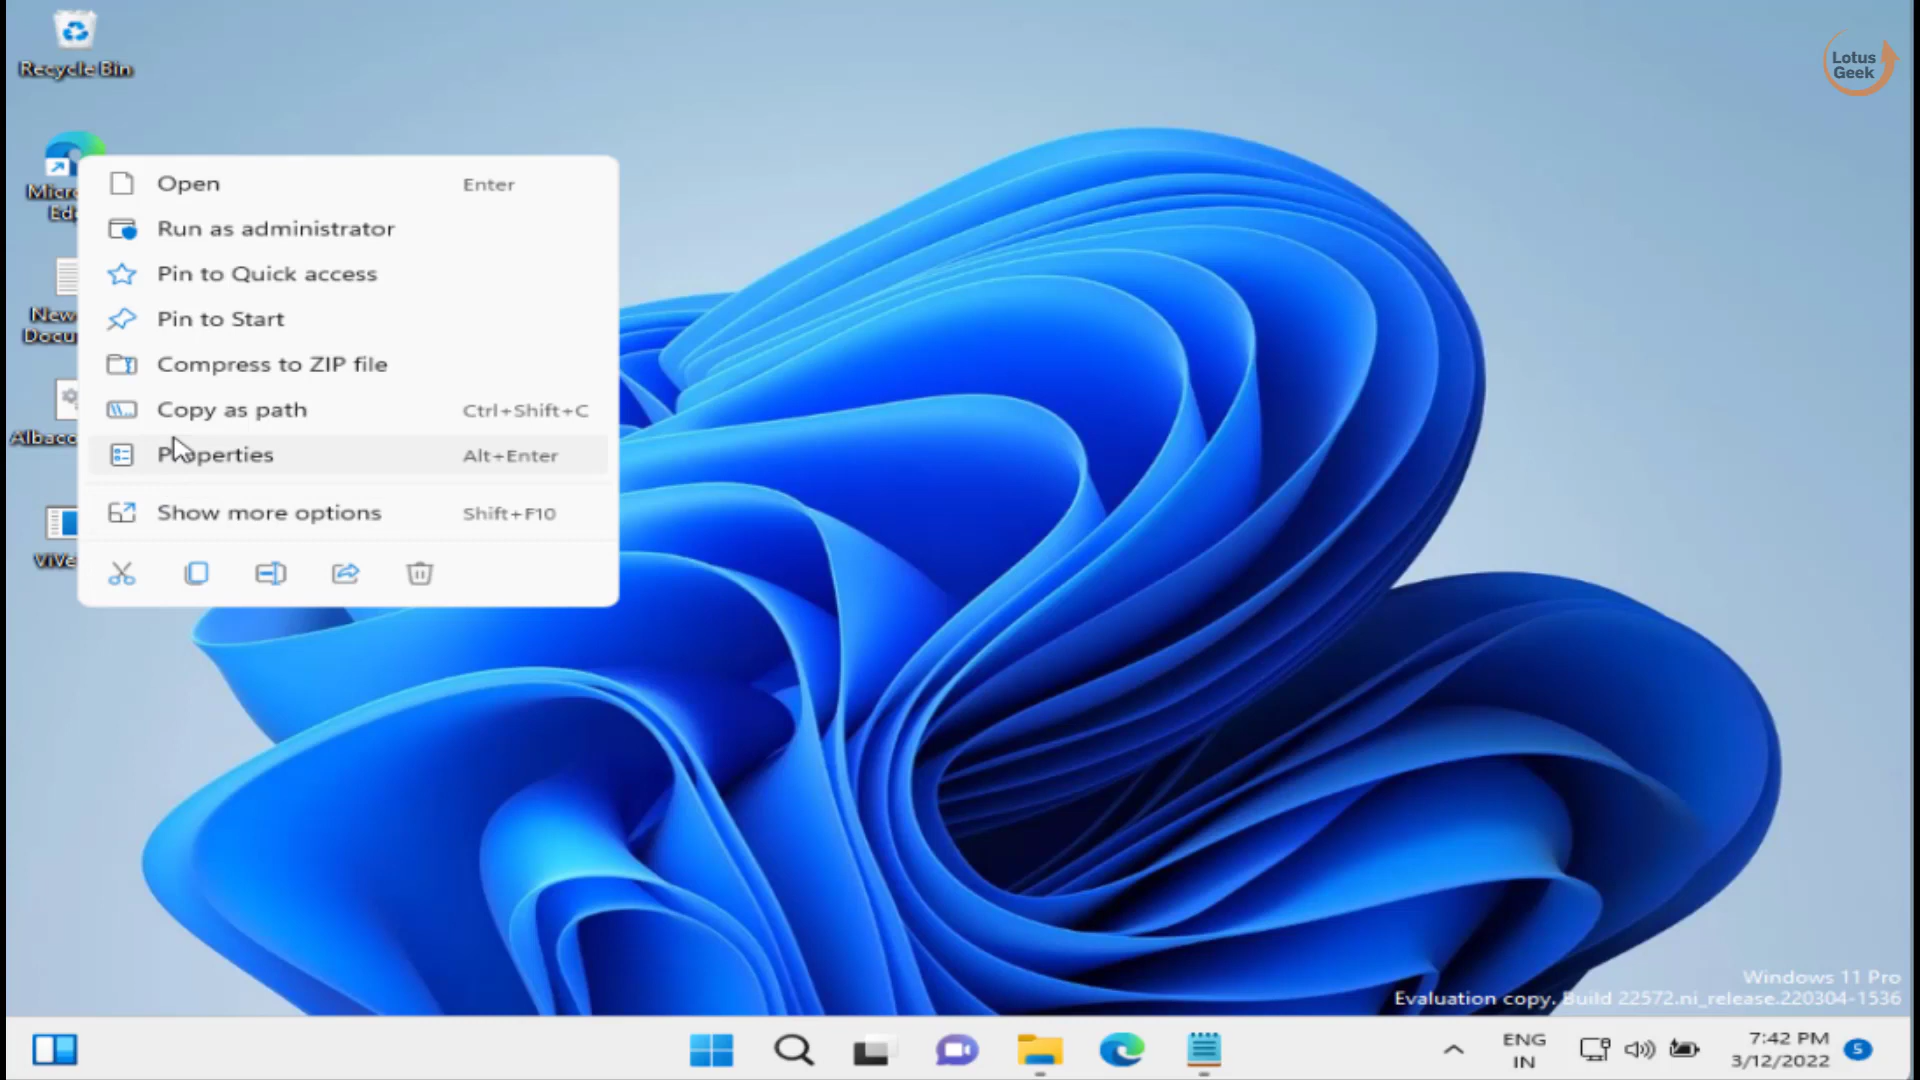 Recycle Bin
Lotus
Geek
Open Enter
Run as administrator
Pin to Quick access
Pin to Start
Compress to ZIP file
Copy as path Ctrl+Shift+C
Properties Alt+Enter
Show more options Shift+F10
Windows 11 Pro
Evaluation copy. Build 22572.ni_release.220304-1536
ENG
IN
7:42 PM
3/12/2022
5